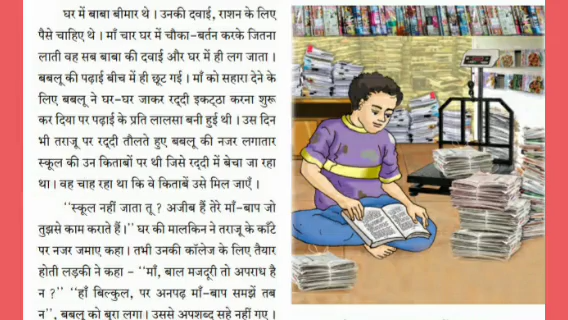 घर में बाबा बीमार थे । उनकी दवाई, राशन के लिए
पैसे चाहिए थे । माँ चार घर में चौका-बर्तन करके जितना
लाती वह सब बाबा की दवाई और घर में ही लग जाता ।
बबलू की पढ़ाई बीच में ही छूट गई । माँ को सहारा देने के
लिए बबलू ने घर-घर जाकर रद्दी इकट्ठा करना शुरू
कर दिया पर पढ़ाई के प्रति लालसा बनी हुई थी । उस दिन
भी तराजू पर रद्दी तौलते हुए बबलू की नजर लगातार
स्कूल की उन किताबों पर थी जिसे रद्दी में बेचा जा रहा
था । वह चाह रहा था कि वे किताबें उसे मिल जाएँ ।
‘‘स्कूल नहीं जाता तू ? अजीब हैं तेरे माँ-बाप जो
तुझसे काम कराते हैं ।’’ घर की मालकिन ने तराजू के काँटे
पर नजर जमाए कहा । तभी उनकी कॉलेज के लिए तैयार
होती लड़की ने कहा - ‘‘माँ, बाल मजदूरी तो अपराध है
न ?’’ ‘‘हाँ बिल्कुल, पर अनपढ़ माँ-बाप समझें तब
न’’, बबलू को बुरा लगा । उससे अपशब्द सहे नहीं गए ।